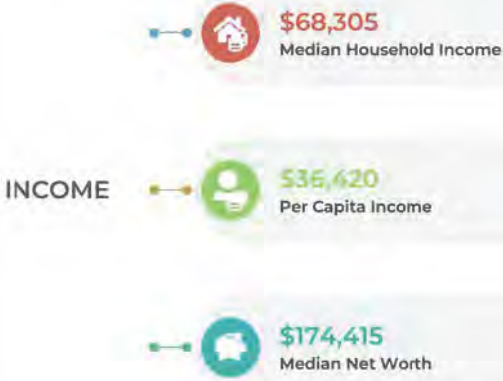 $68,305
Median Household Income
INCOME
$36,420
Per Capita Income
$174,415
Median Net Worth